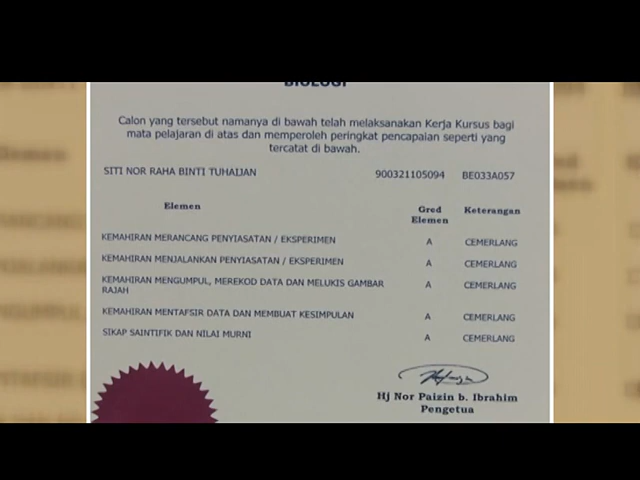 BIOLOGI
Calon yang tersebut namanya di bawah telah melaksanakan Kerja Kursus bagi
mata pelajaran di atas dan memperoleh peringkat pencapaian seperti yang
tercatat di bawah.
SITI NOR RAHA BINTI TUHAIJAN 900321105094 BE033A057
Elemen Gred Keterangan
Elemen
KEMAHIRAN MERANCANG PENYIASATAN / EKSPERIMEN A CEMERLANG
KEMAHIRAN MENJALANKAN PENYIASATAN / EKSPERIMEN A CEMERLANG
KEMAHIRAN MENGUMPUL, MEREKOD DATA DAN MELUKIS GAMBAR A CEMERLANG
RAJAH
KEMAHIRAN MENTAFSIR DATA DAN MEMBUAT KESIMPULAN A CEMERLANG
SIKAP SAINTIFIK DAN NILAI MURNI A CEMERLANG
Hj Nor Paizin b. Ibrahim
Pengetua